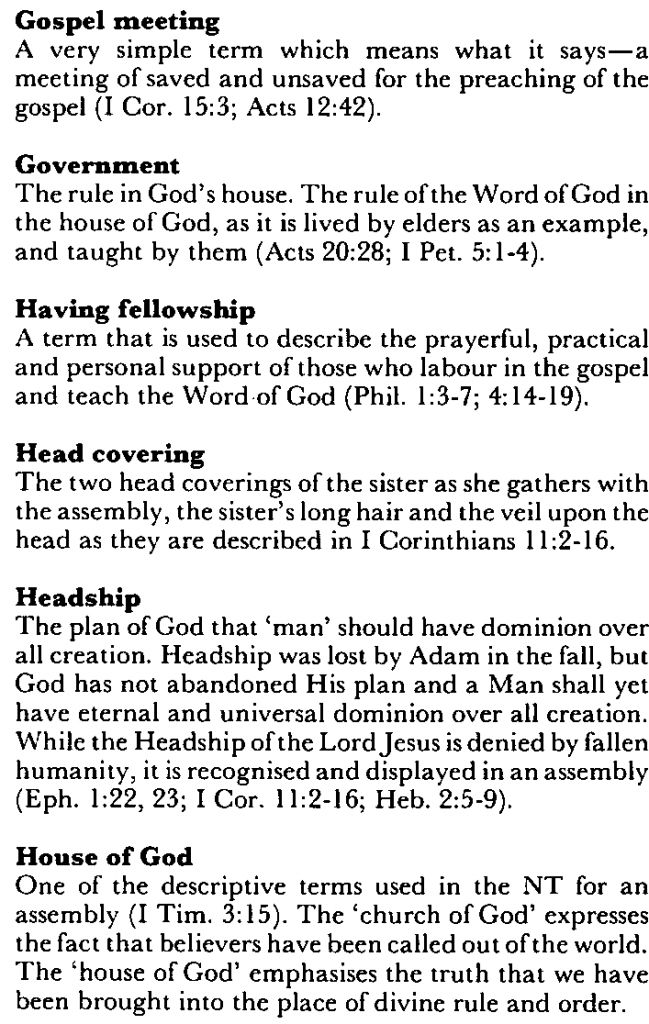 Gospel meeting
A very simple term which means what it says—a
meeting of saved and unsaved for the preaching of the
gospel (I Cor. 15:3; Acts 12:42).
Government
The rule in God's house. The rule of the Word of God in
the house of God, as it is lived by elders as an example,
and taught by them (Acts 20:28; I Pet. 5:1-4).
Having fellowship
A term that is used to describe the prayerful, practical
and personal support of those who labour in the gospel
and teach the Word of God (Phil. 1:3-7; 4:14-19).
Head covering
The two head coverings of the sister as she gathers with
the assembly, the sister's long hair and the veil upon the
head as they are described in I Corinthians 11:2-16.
Headship
The plan of God that ‘man’ should have dominion over
all creation. Headship was lost by Adam in the fall, but
God has not abandoned His plan and a Man shall yet
have eternal and universal dominion over all creation.
While the Headship of the Lord Jesus is denied by fallen
humanity, it is recognised and displayed in an assembly
(Eph. 1:22, 23; I Cor. 11:2-16; Heb. 2:5-9).
House of God
One of the descriptive terms used in the NT for an
assembly (I Tim. 3:15). The ‘church of God’ expresses
the fact that believers have been called out of the world.
The ‘house of God’ emphasises the truth that we have
been brought into the place of divine rule and order.